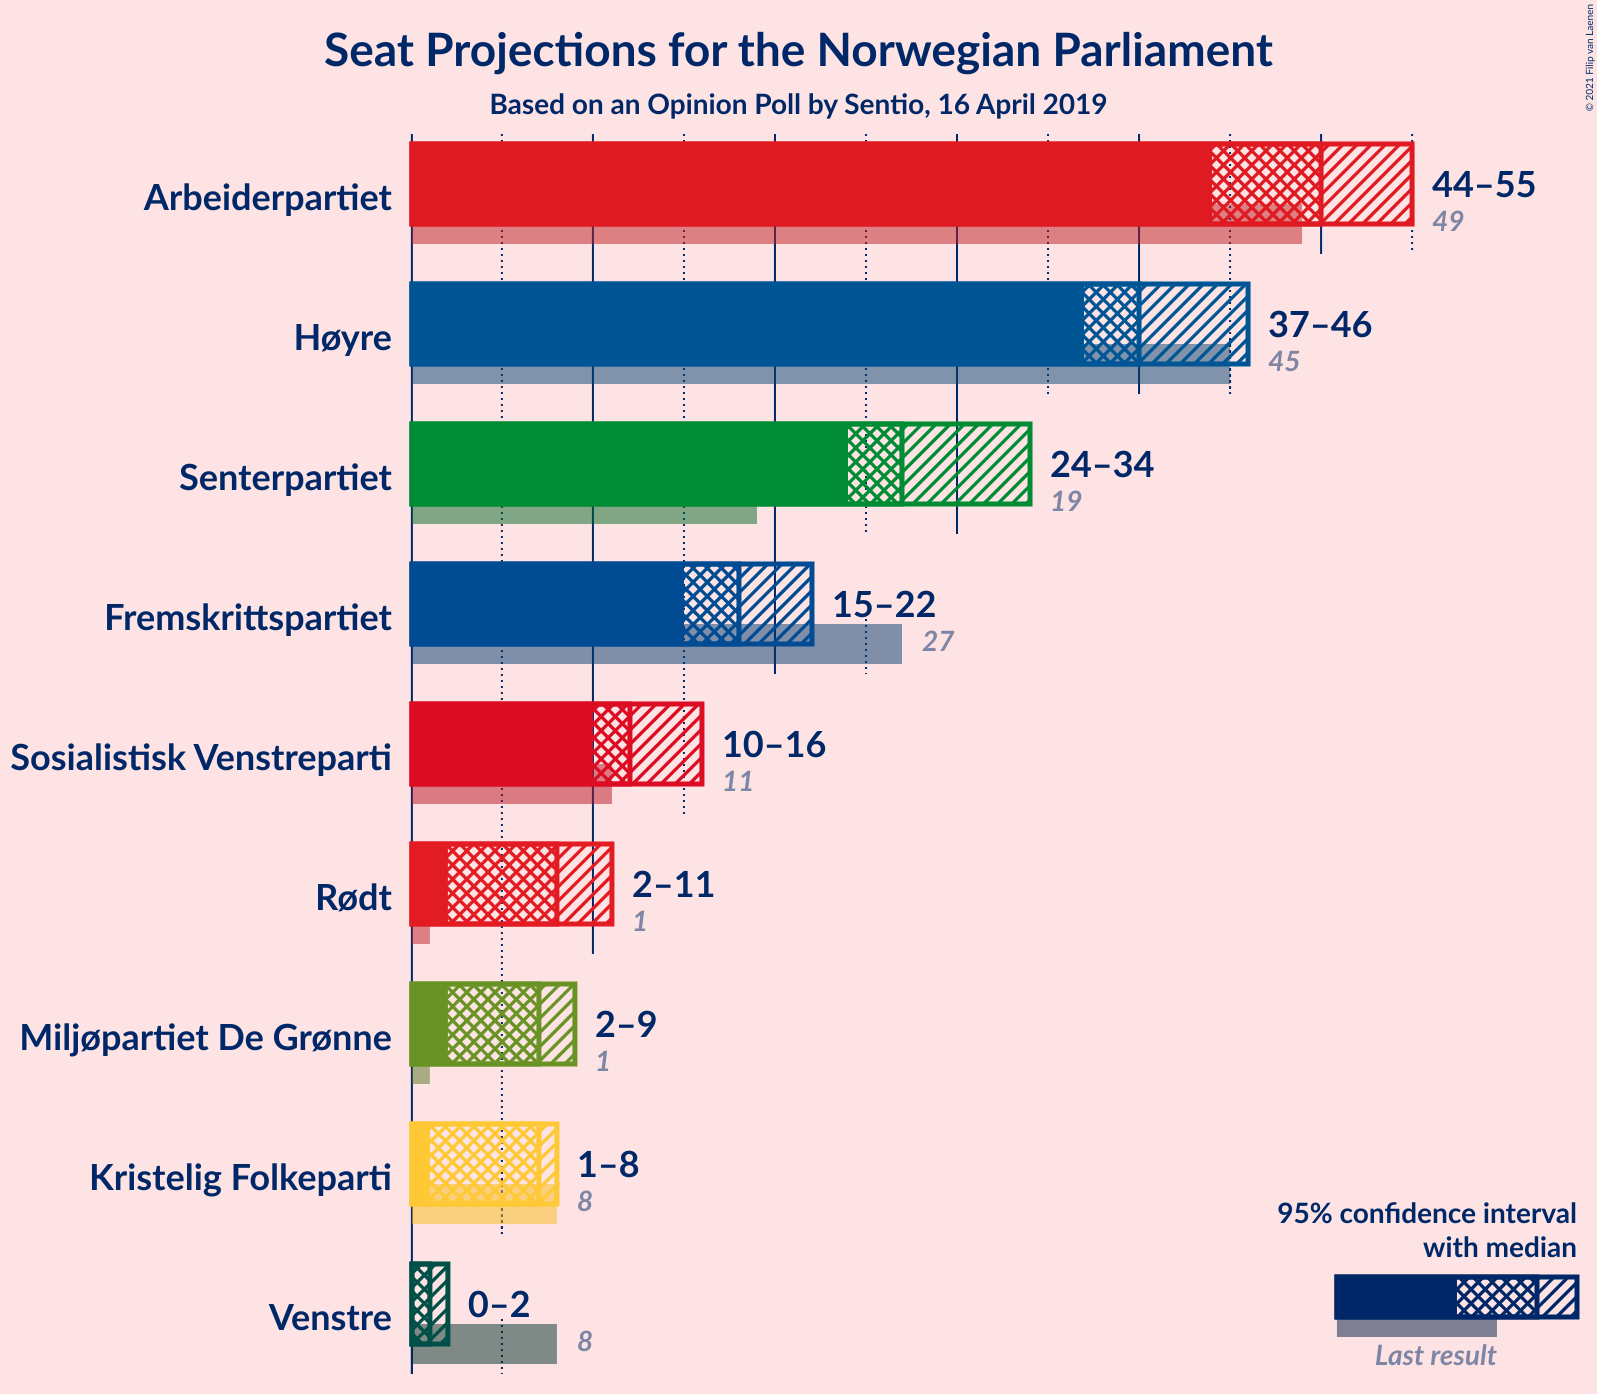 Seat Projections for the Norwegian Parliament
Based on an Opinion Poll by Sentio, 16 April 2019
© 2021 Filip van Laenen
Arbeiderpartiet
44–55
49
Høyre
37–46
45
Senterpartiet
24–34
19
Fremskrittspartiet
15–22
27
Sosialistisk Venstreparti
10–16
11
Rødt
2–11
1
Miljøpartiet De Grønne
2–9
1
Kristelig Folkeparti
1–8
8
Venstre
0–2
8
95% confidence interval
with median
Last result